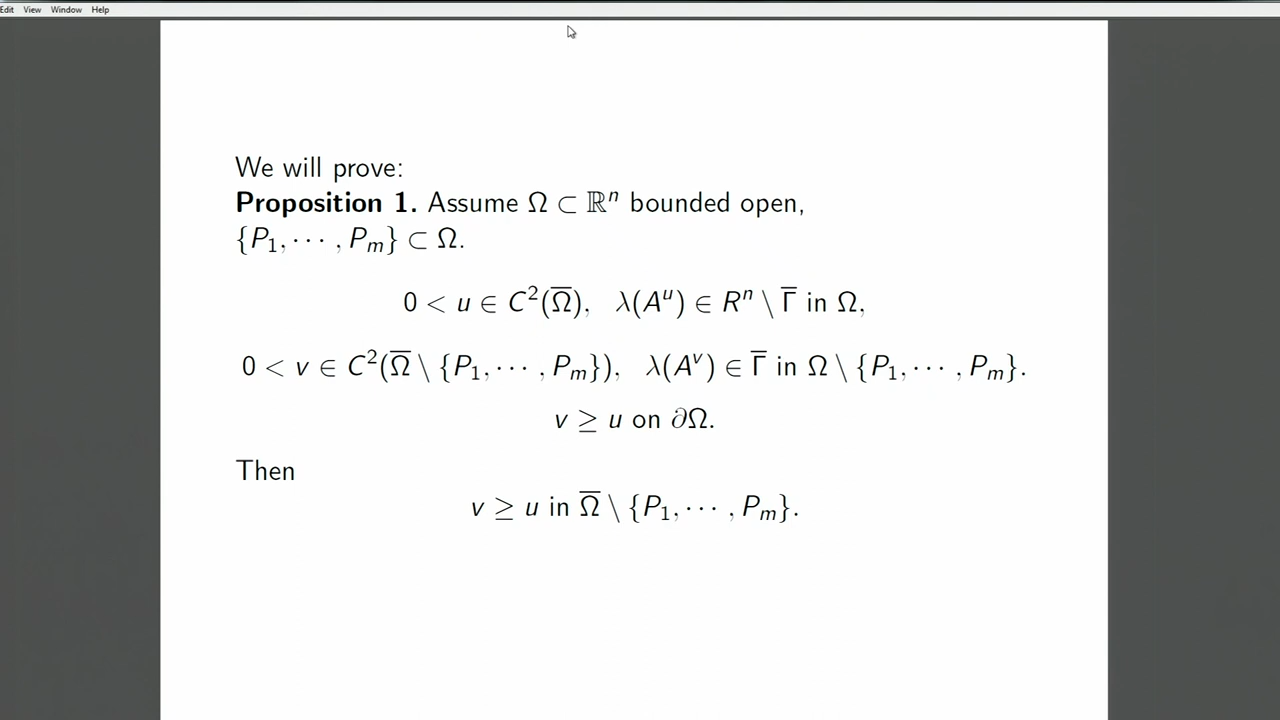 Edit View Window Help
We will prove:
Proposition 1. Assume Ω ⊂ ℝⁿ bounded open,
{P₁, ⋯ , Pₘ} ⊂ Ω.
0 < u ∈ C²(Ω̅), λ(Aᵘ) ∈ Rⁿ \ Γ̅ in Ω,
0 < v ∈ C²(Ω̅ \ {P₁, ⋯ , Pₘ}), λ(Aᵛ) ∈ Γ̅ in Ω \ {P₁, ⋯ , Pₘ}.
v ≥ u on ∂Ω.
Then
v ≥ u in Ω̅ \ {P₁, ⋯ , Pₘ}.